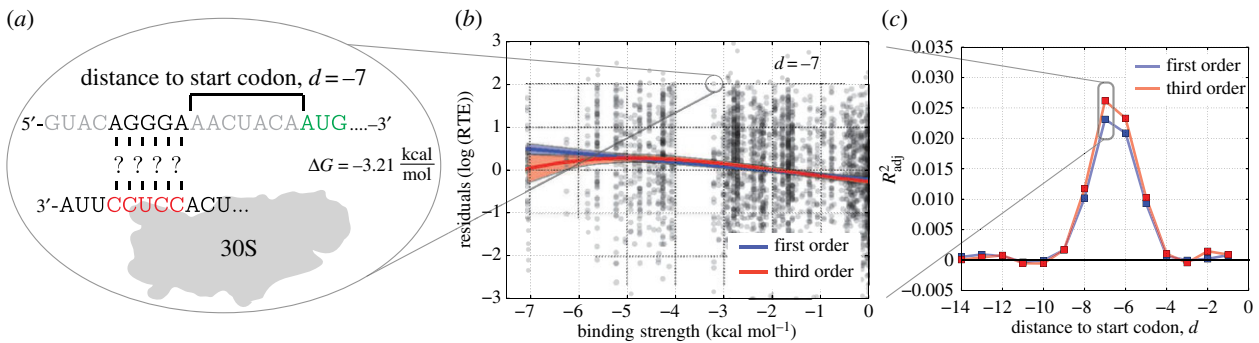 (a)
distance to start codon, d = –7
5′-GUACAGGGAAACUACAAUG....–3′
? ? ? ?
ΔG = –3.21 kcal/mol
3′-AUUCCUCCACU...
30S
(b)
3
2
1
0
−1
−2
−3
residuals (log (RTE))
d = –7
first order
third order
−7 −6 −5 −4 −3 −2 −1 0
binding strength (kcal mol⁻¹)
(c)
0.035
0.030
0.025
0.020
0.015
0.010
0.005
0
−0.005
R²adj
first order
third order
−14 −12 −10 −8 −6 −4 −2 0
distance to start codon, d